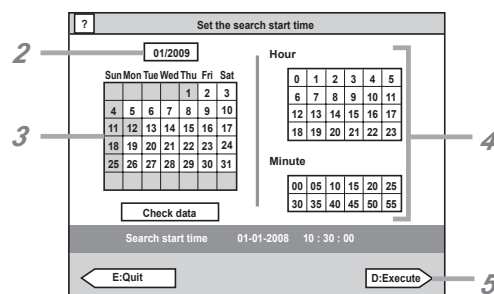 ? Set the search start time
2
01/2009
Sun Mon Tue Wed Thu Fri Sat
1 2 3
4 5 6 7 8 9 10
11 12 13 14 15 16 17
18 19 20 21 22 23 24
25 26 27 28 29 30 31
3
Check data
Hour
0 1 2 3 4 5
6 7 8 9 10 11
12 13 14 15 16 17
18 19 20 21 22 23
Minute
00 05 10 15 20 25
30 35 40 45 50 55
4
Search start time 01-01-2008 10 : 30 : 00
E:Quit
D:Execute
5